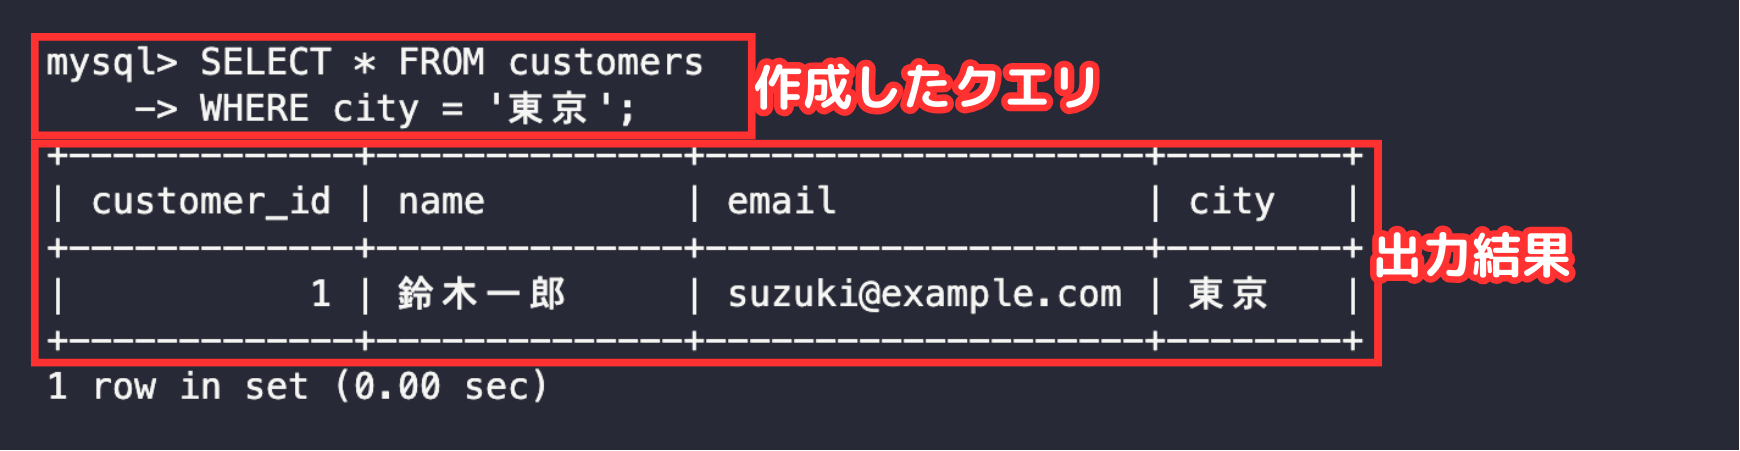 mysql> SELECT * FROM customers
-> WHERE city = '東京';
作成したクエリ
+-------------+--------------+--------------------+--------+
| customer_id | name | email | city |
+-------------+--------------+--------------------+--------+
| 1 | 鈴木一郎 | suzuki@example.com | 東京 |
+-------------+--------------+--------------------+--------+
出力結果
1 row in set (0.00 sec)